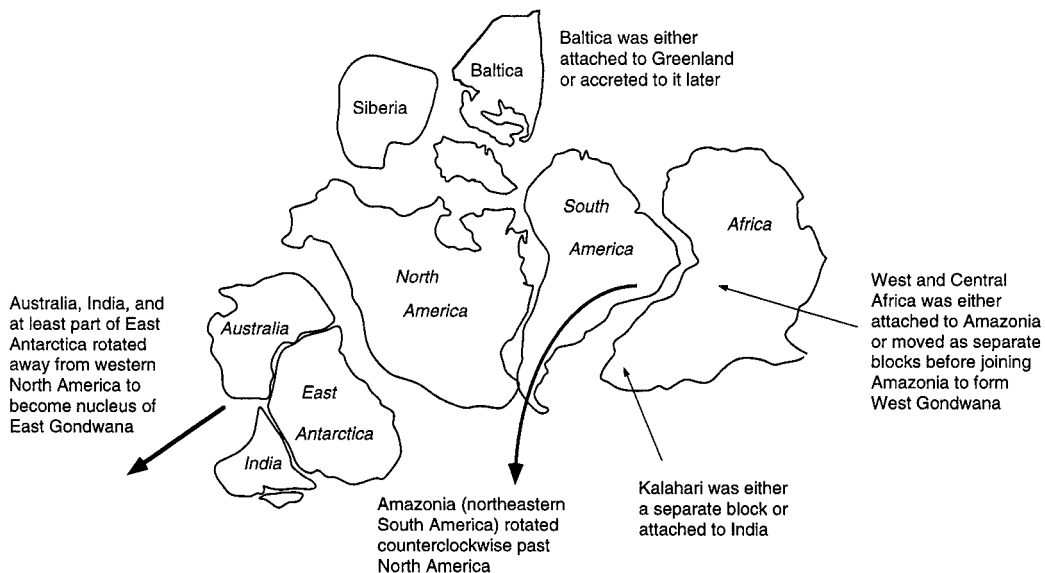 Baltica was either
attached to Greenland
or accreted to it later
Baltica
Siberia
South
America
Africa
North
America
Australia, India, and
at least part of East
Antarctica rotated
away from western
North America to
become nucleus of
East Gondwana
Australia
East
Antarctica
India
West and Central
Africa was either
attached to Amazonia
or moved as separate
blocks before joining
Amazonia to form
West Gondwana
Amazonia (northeastern
South America) rotated
counterclockwise past
North America
Kalahari was either
a separate block or
attached to India